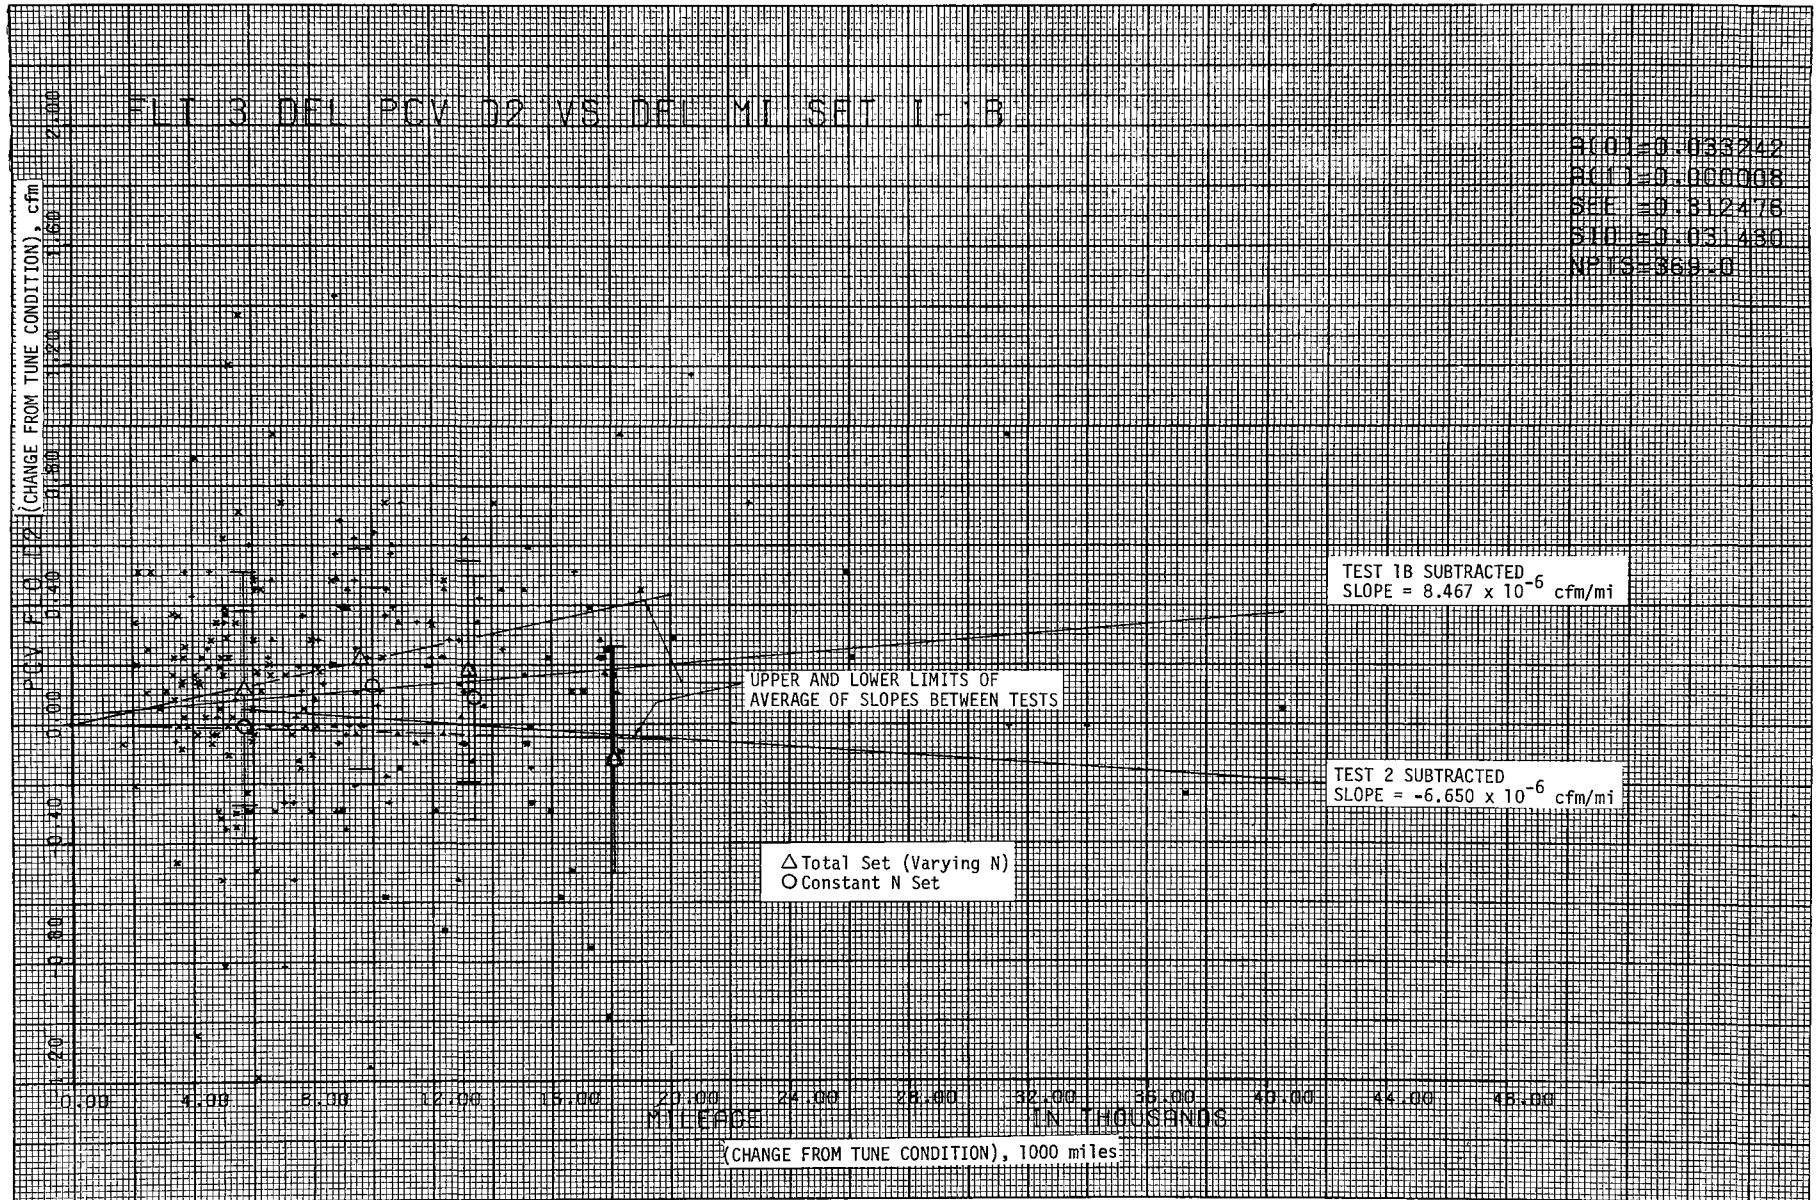 FLT 3 DEL PCV D2 VS DEL MI SET I-1B
A(0)=0.033242
A(1)=0.000008
SEE =0.312476
SID =0.031430
NPTS=369.0
PCV FLO D2 (CHANGE FROM TUNE CONDITION), cfm
2.00
1.60
1.20
0.80
0.40
0.00
-0.40
-0.80
1.20
TEST 1B SUBTRACTED
SLOPE = 8.467 x 10-6 cfm/mi
UPPER AND LOWER LIMITS OF
AVERAGE OF SLOPES BETWEEN TESTS
TEST 2 SUBTRACTED
SLOPE = -6.650 x 10-6 cfm/mi
△ Total Set (Varying N)
O Constant N Set
0.00 4.00 8.00 12.00 16.00 20.00 24.00 28.00 32.00 36.00 40.00 44.00 48.00
MILEAGE IN THOUSANDS
(CHANGE FROM TUNE CONDITION), 1000 miles